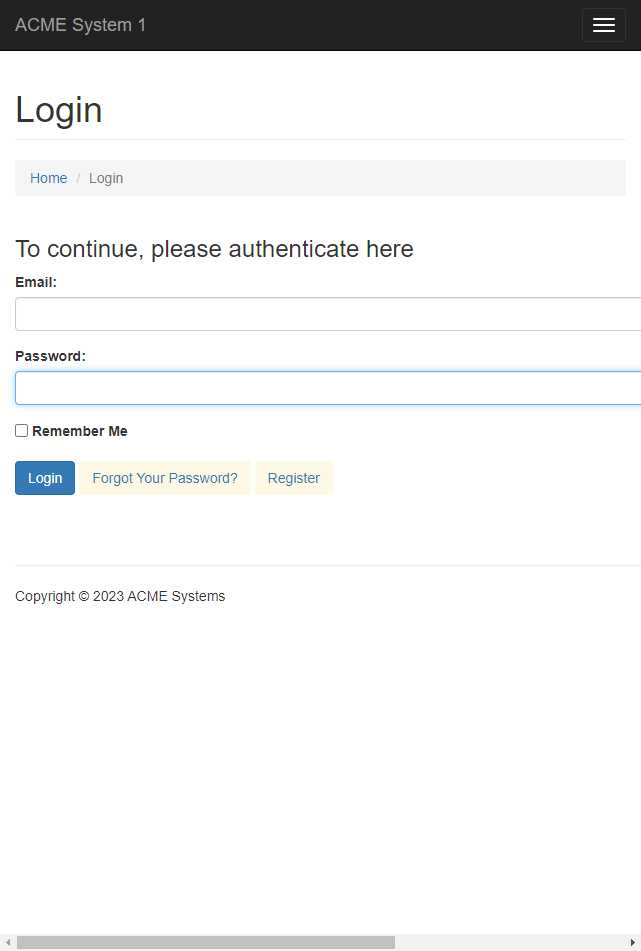 ACME System 1
Login
Home / Login
To continue, please authenticate here
Email:
Password:
Remember Me
Login Forgot Your Password? Register
Copyright © 2023 ACME Systems